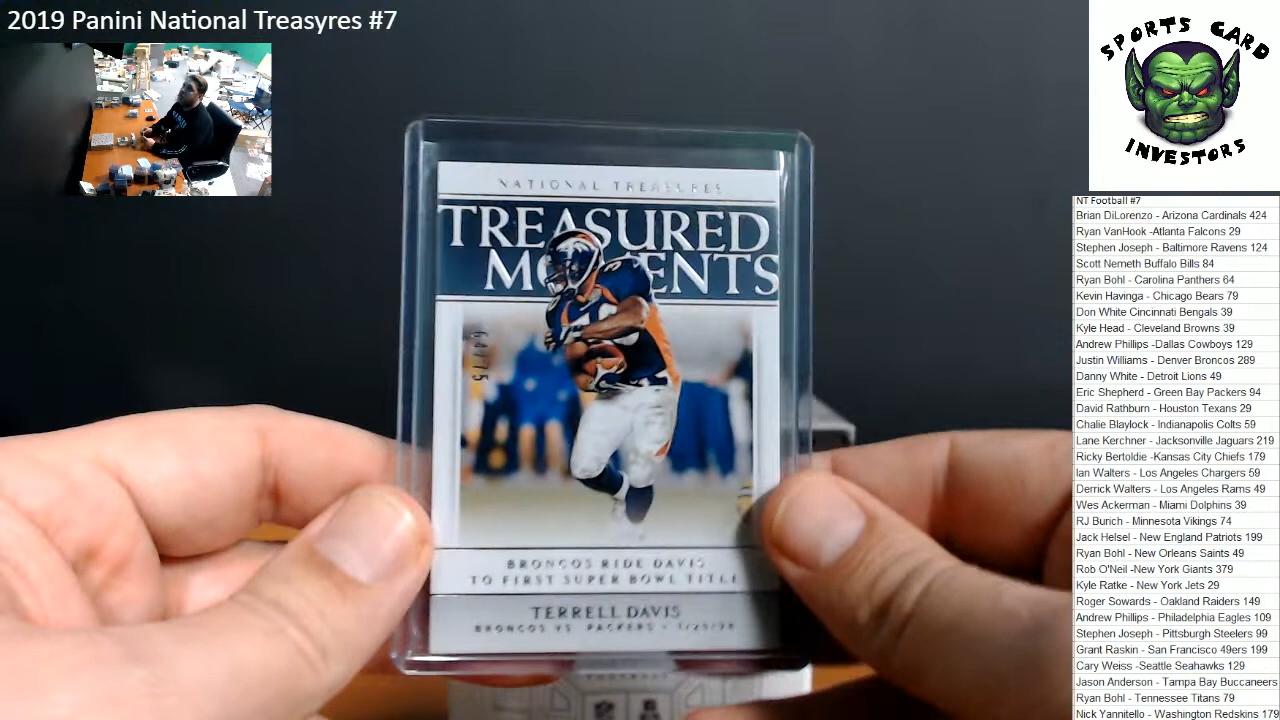 2019 Panini National Treasyres #7
SPORTS CARD
INVESTORS
NATIONAL TREASURES
TREASURED
MOMENTS
64/75
BRONCOS RIDE DAVIS
TO FIRST SUPER BOWL TITLE
TERRELL DAVIS
BRONCOS VS. PACKERS • 1/25/98
NT Football #7
Brian DiLorenzo - Arizona Cardinals 424
Ryan VanHook -Atlanta Falcons 29
Stephen Joseph - Baltimore Ravens 124
Scott Nemeth Buffalo Bills 84
Ryan Bohl - Carolina Panthers 64
Kevin Havinga - Chicago Bears 79
Don White Cincinnati Bengals 39
Kyle Head - Cleveland Browns 39
Andrew Phillips -Dallas Cowboys 129
Justin Williams - Denver Broncos 289
Danny White - Detroit Lions 49
Eric Shepherd - Green Bay Packers 94
David Rathburn - Houston Texans 29
Chalie Blaylock - Indianapolis Colts 59
Lane Kerchner - Jacksonville Jaguars 219
Ricky Bertoldie -Kansas City Chiefs 179
Ian Walters - Los Angeles Chargers 59
Derrick Walters - Los Angeles Rams 49
Wes Ackerman - Miami Dolphins 39
RJ Burich - Minnesota Vikings 74
Jack Helsel - New England Patriots 199
Ryan Bohl - New Orleans Saints 49
Rob O'Neil -New York Giants 379
Kyle Ratke - New York Jets 29
Roger Sowards - Oakland Raiders 149
Andrew Phillips - Philadelphia Eagles 109
Stephen Joseph - Pittsburgh Steelers 99
Grant Raskin - San Francisco 49ers 199
Cary Weiss -Seattle Seahawks 129
Jason Anderson - Tampa Bay Buccaneers
Ryan Bohl - Tennessee Titans 79
Nick Yannitello - Washington Redskins 179